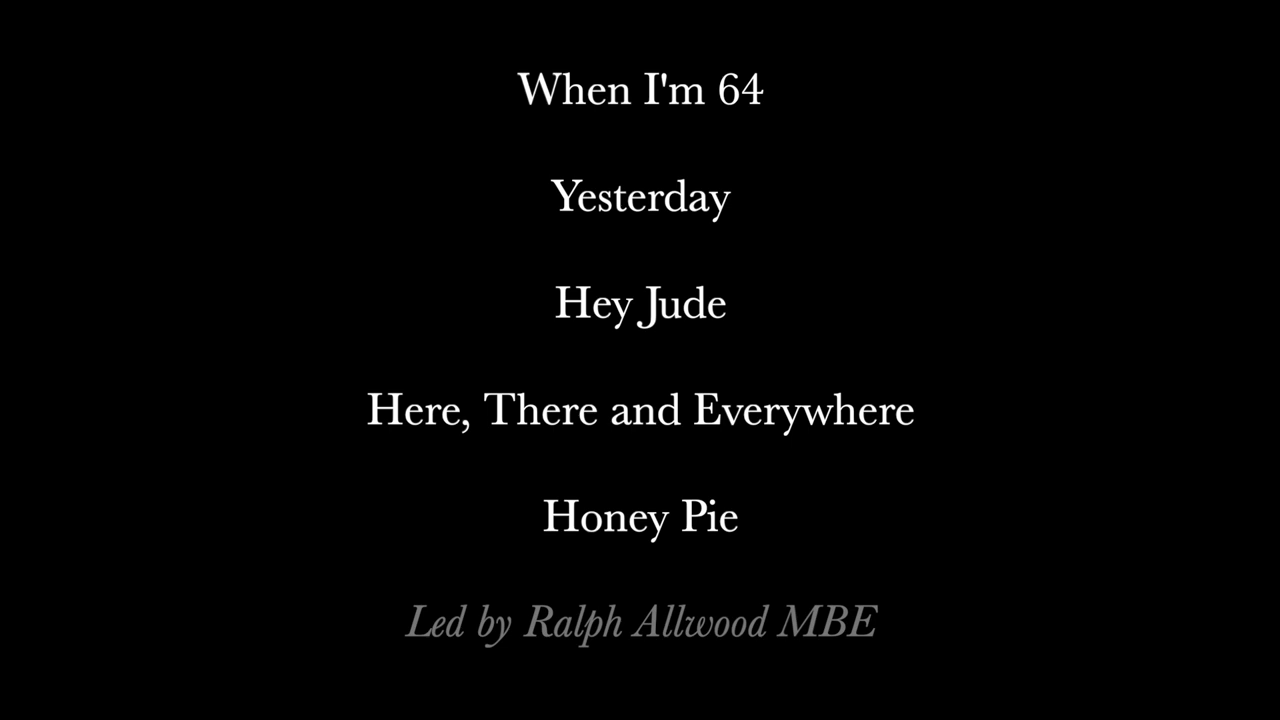 When I'm 64
Yesterday
Hey Jude
Here, There and Everywhere
Honey Pie
Led by Ralph Allwood MBE